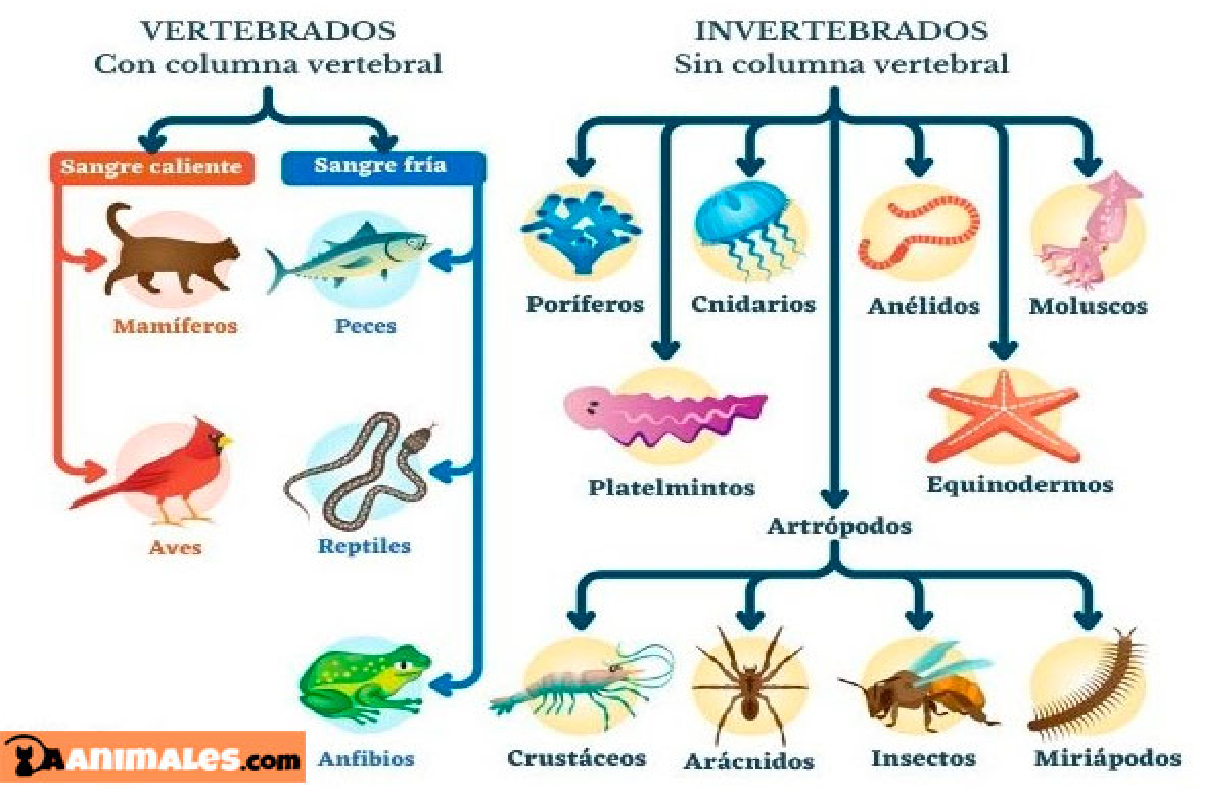 VERTEBRADOS
Con columna vertebral
Sangre caliente
Sangre fría
Mamíferos
Peces
Aves
Reptiles
Anfibios
INVERTEBRADOS
Sin columna vertebral
Poríferos
Cnidarios
Anélidos
Moluscos
Platelmintos
Equinodermos
Artrópodos
Crustáceos
Arácnidos
Insectos
Miriápodos
AANIMALES.com